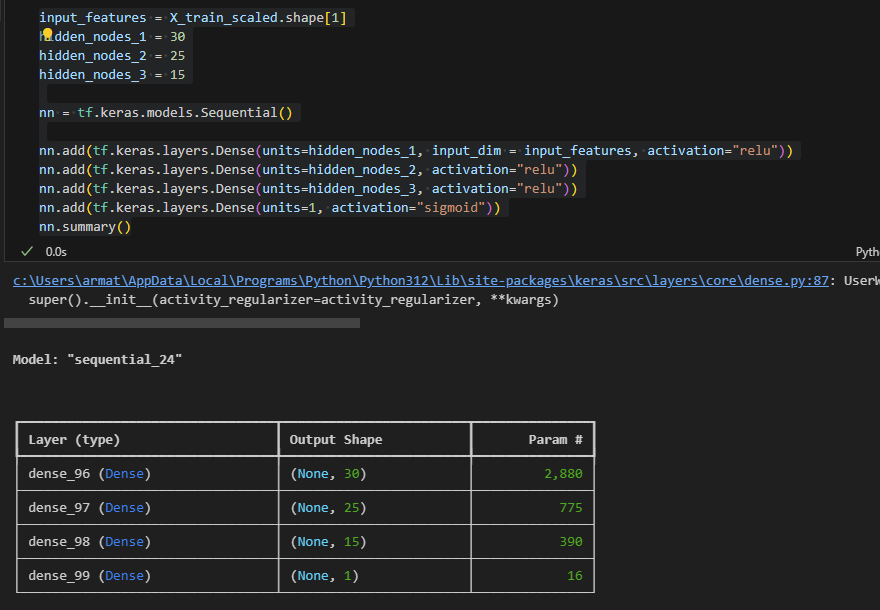 input_features = X_train_scaled.shape[1]
hidden_nodes_1 = 30
hidden_nodes_2 = 25
hidden_nodes_3 = 15
nn = tf.keras.models.Sequential()
nn.add(tf.keras.layers.Dense(units=hidden_nodes_1, input_dim = input_features, activation="relu"))
nn.add(tf.keras.layers.Dense(units=hidden_nodes_2, activation="relu"))
nn.add(tf.keras.layers.Dense(units=hidden_nodes_3, activation="relu"))
nn.add(tf.keras.layers.Dense(units=1, activation="sigmoid"))
nn.summary()
0.0s Pyth
c:\Users\armat\AppData\Local\Programs\Python\Python312\Lib\site-packages\keras\src\layers\core\dense.py:87: UserW
super().__init__(activity_regularizer=activity_regularizer, **kwargs)
Model: "sequential_24"
Layer (type) Output Shape Param #
dense_96 (Dense) (None, 30) 2,880
dense_97 (Dense) (None, 25) 775
dense_98 (Dense) (None, 15) 390
dense_99 (Dense) (None, 1) 16